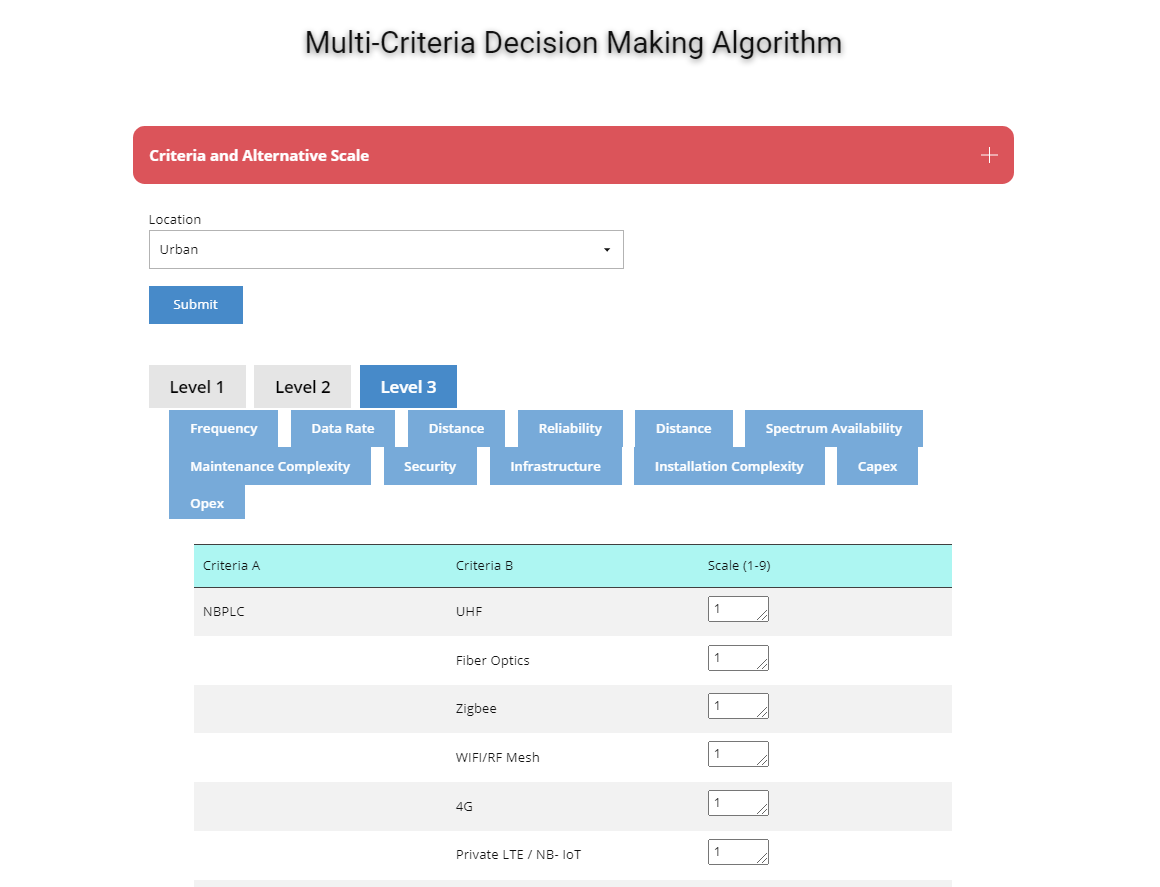 Multi-Criteria Decision Making Algorithm
Criteria and Alternative Scale
Location
Urban
Submit
Level 1 Level 2 Level 3
Frequency Data Rate Distance Reliability Distance Spectrum Availability
Maintenance Complexity Security Infrastructure Installation Complexity Capex
Opex
Criteria A Criteria B Scale (1-9)
NBPLC UHF 1
Fiber Optics 1
Zigbee 1
WIFI/RF Mesh 1
4G 1
Private LTE / NB- IoT 1